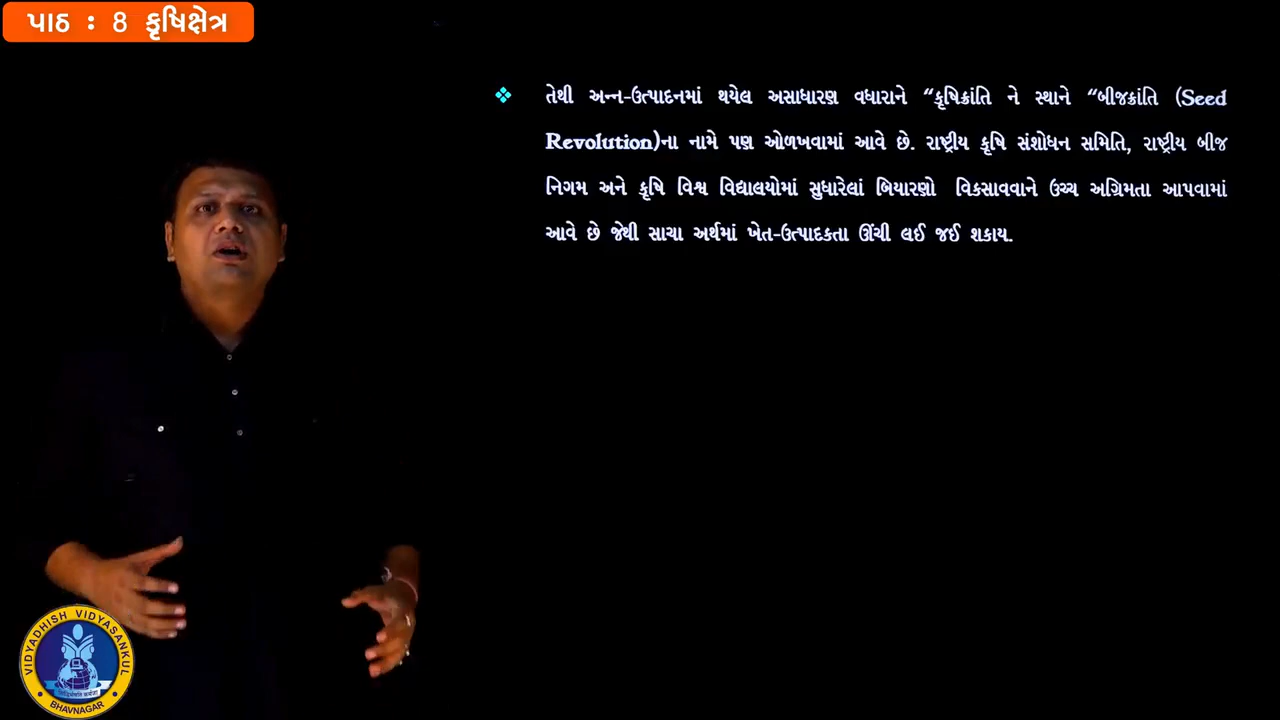 પાઠ : 8 કૃષિક્ષેત્ર
❖ તેથી અન્ન-ઉત્પાદનમાં થયેલ અસાધારણ વધારાને “કૃષિક્રાંતિ ને સ્થાને “બીજક્રાંતિ (Seed
Revolution)ના નામે પણ ઓળખવામાં આવે છે. રાષ્ટ્રીય કૃષિ સંશોધન સમિતિ, રાષ્ટ્રીય બીજ
નિગમ અને કૃષિ વિશ્વ વિદ્યાલયોમાં સુધારેલાં બિયારણો વિકસાવવાને ઉચ્ચ અગ્રિમતા આપવામાં
આવે છે જેથી સાચા અર્થમાં ખેત-ઉત્પાદકતા ઊંચી લઈ જઈ શકાય.
VIDYADHISH VIDYASANKUL
BHAVNAGAR